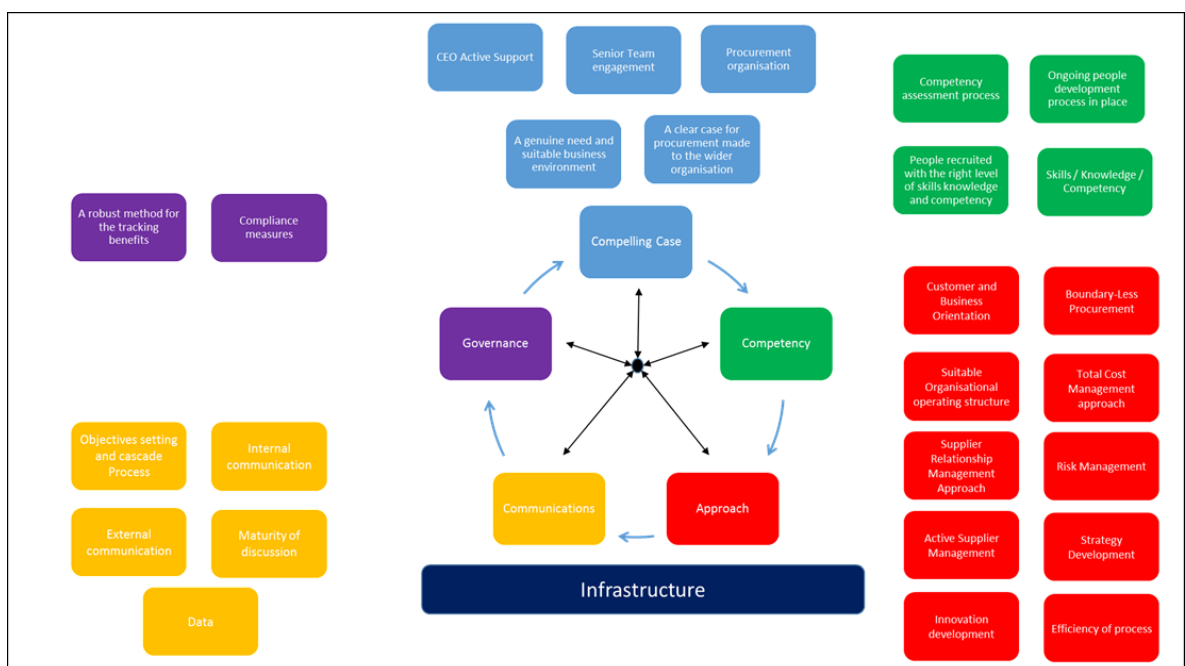 CEO Active Support
Senior Team
engagement
Procurement
organisation
A genuine need and
suitable business
environment
A clear case for
procurement made
to the wider
organisation
Competency
assessment process
Ongoing people
development
process in place
People recruited
with the right level
of skills knowledge
and competency
Skills / Knowledge /
Competency
A robust method for
the tracking
benefits
Compliance
measures
Compelling Case
Governance
Competency
Communications
Approach
Infrastructure
Customer and
Business
Orientation
Boundary-Less
Procurement
Suitable
Organisational
operating structure
Total Cost
Management
approach
Supplier
Relationship
Management
Approach
Risk Management
Active Supplier
Management
Strategy
Development
Innovation
development
Efficiency of process
Objectives setting
and cascade
Process
Internal
communication
External
communication
Maturity of
discussion
Data